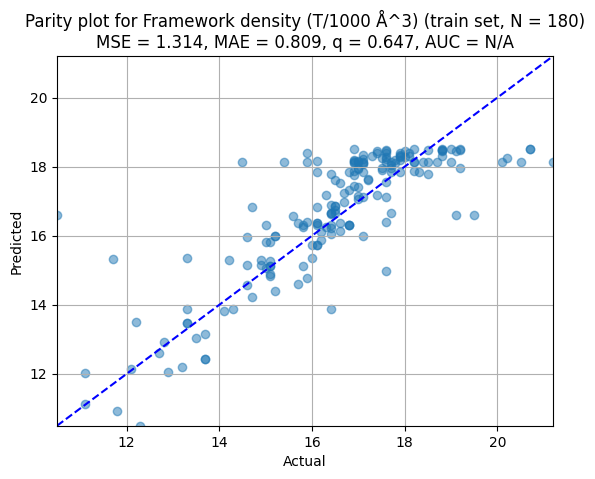 Parity plot for Framework density (T/1000 Å^3) (train set, N = 180)
MSE = 1.314, MAE = 0.809, q = 0.647, AUC = N/A
Predicted
20
18
16
14
12
12 14 16 18 20
Actual